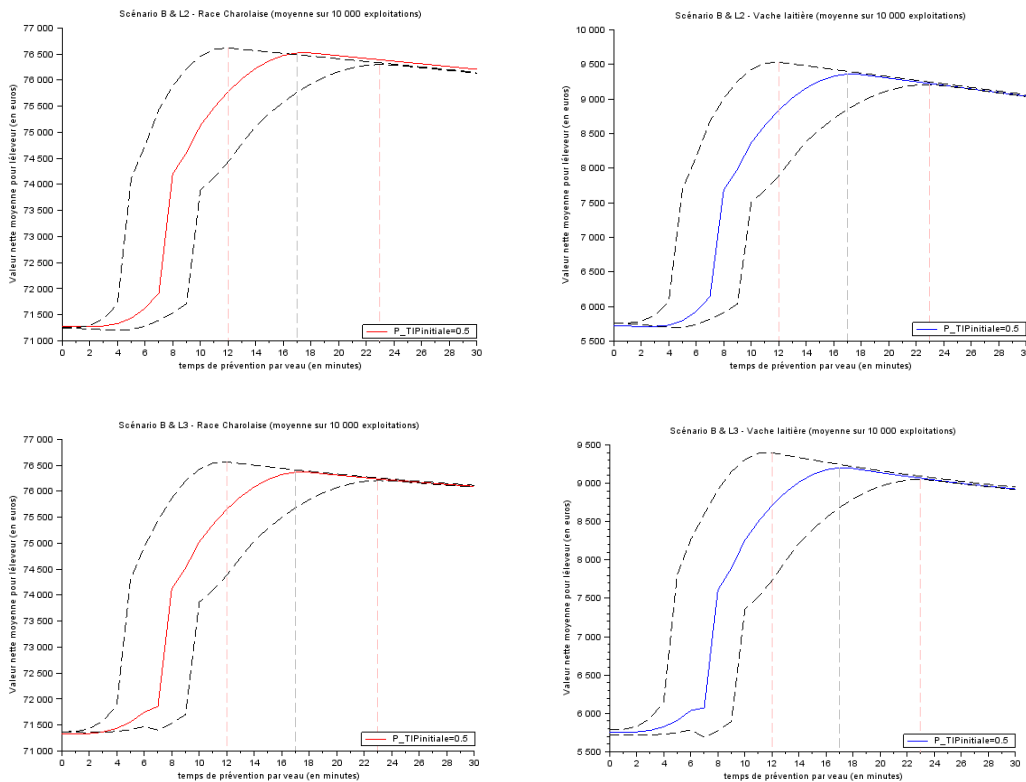 Scénario B & L2 - Race Charolaise (moyenne sur 10 000 exploitations)
Valeur nette moyenne pour léleveur (en euros)
77 000
76 500
76 000
75 500
75 000
74 500
74 000
73 500
73 000
72 500
72 000
71 500
71 000
P_TIPinitiale=0.5
0 2 4 6 8 10 12 14 16 18 20 22 24 26 28 30
temps de prévention par veau (en minutes)
Scénario B & L2 - Vache laitière (moyenne sur 10 000 exploitations)
Valeur nette moyenne pour léleveur (en euros)
10 000
9 500
9 000
8 500
8 000
7 500
7 000
6 500
6 000
5 500
P_TIPinitiale=0.5
0 2 4 6 8 10 12 14 16 18 20 22 24 26 28 30
temps de prévention par veau (en minutes)
Scénario B & L3 - Race Charolaise (moyenne sur 10 000 exploitations)
Valeur nette moyenne pour léleveur (en euros)
77 000
76 500
76 000
75 500
75 000
74 500
74 000
73 500
73 000
72 500
72 000
71 500
71 000
P_TIPinitiale=0.5
0 2 4 6 8 10 12 14 16 18 20 22 24 26 28 30
temps de prévention par veau (en minutes)
Scénario B & L3 - Vache laitière (moyenne sur 10 000 exploitations)
Valeur nette moyenne pour léleveur (en euros)
9 500
9 000
8 500
8 000
7 500
7 000
6 500
6 000
5 500
P_TIPinitiale=0.5
0 2 4 6 8 10 12 14 16 18 20 22 24 26 28 30
temps de prévention par veau (en minutes)